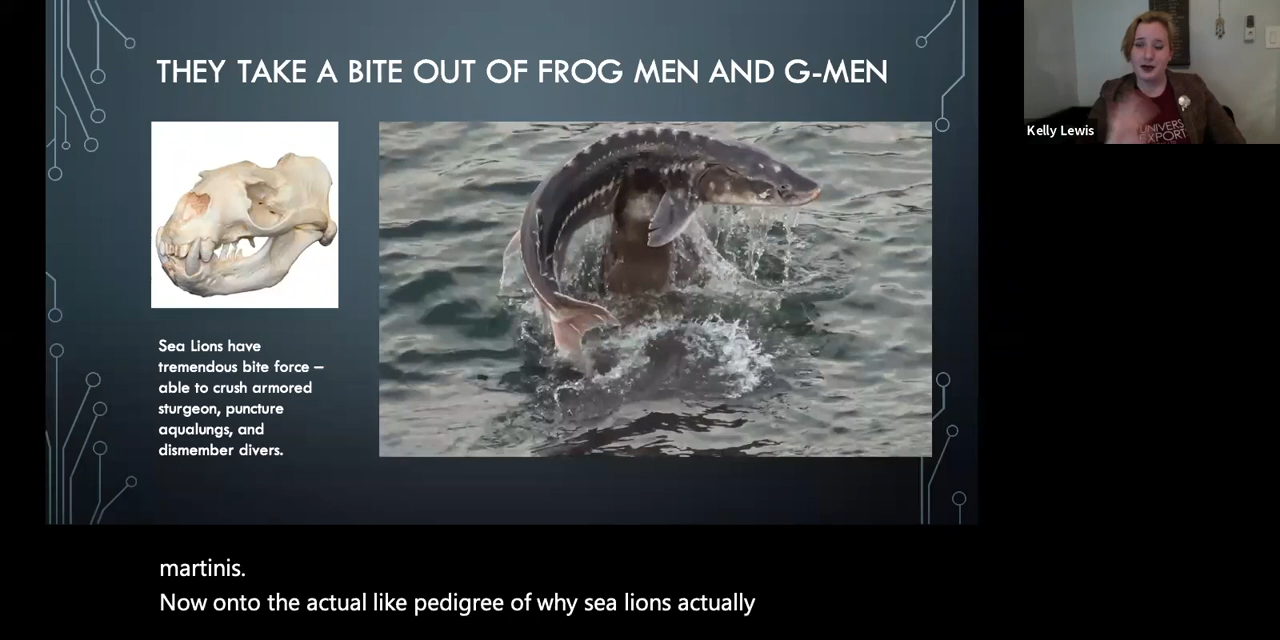 THEY TAKE A BITE OUT OF FROG MEN AND G-MEN
Kelly Lewis
UNIVERS
EXPORT
Sea Lions have
tremendous bite force –
able to crush armored
sturgeon, puncture
aqualungs, and
dismember divers.
martinis.
Now onto the actual like pedigree of why sea lions actually